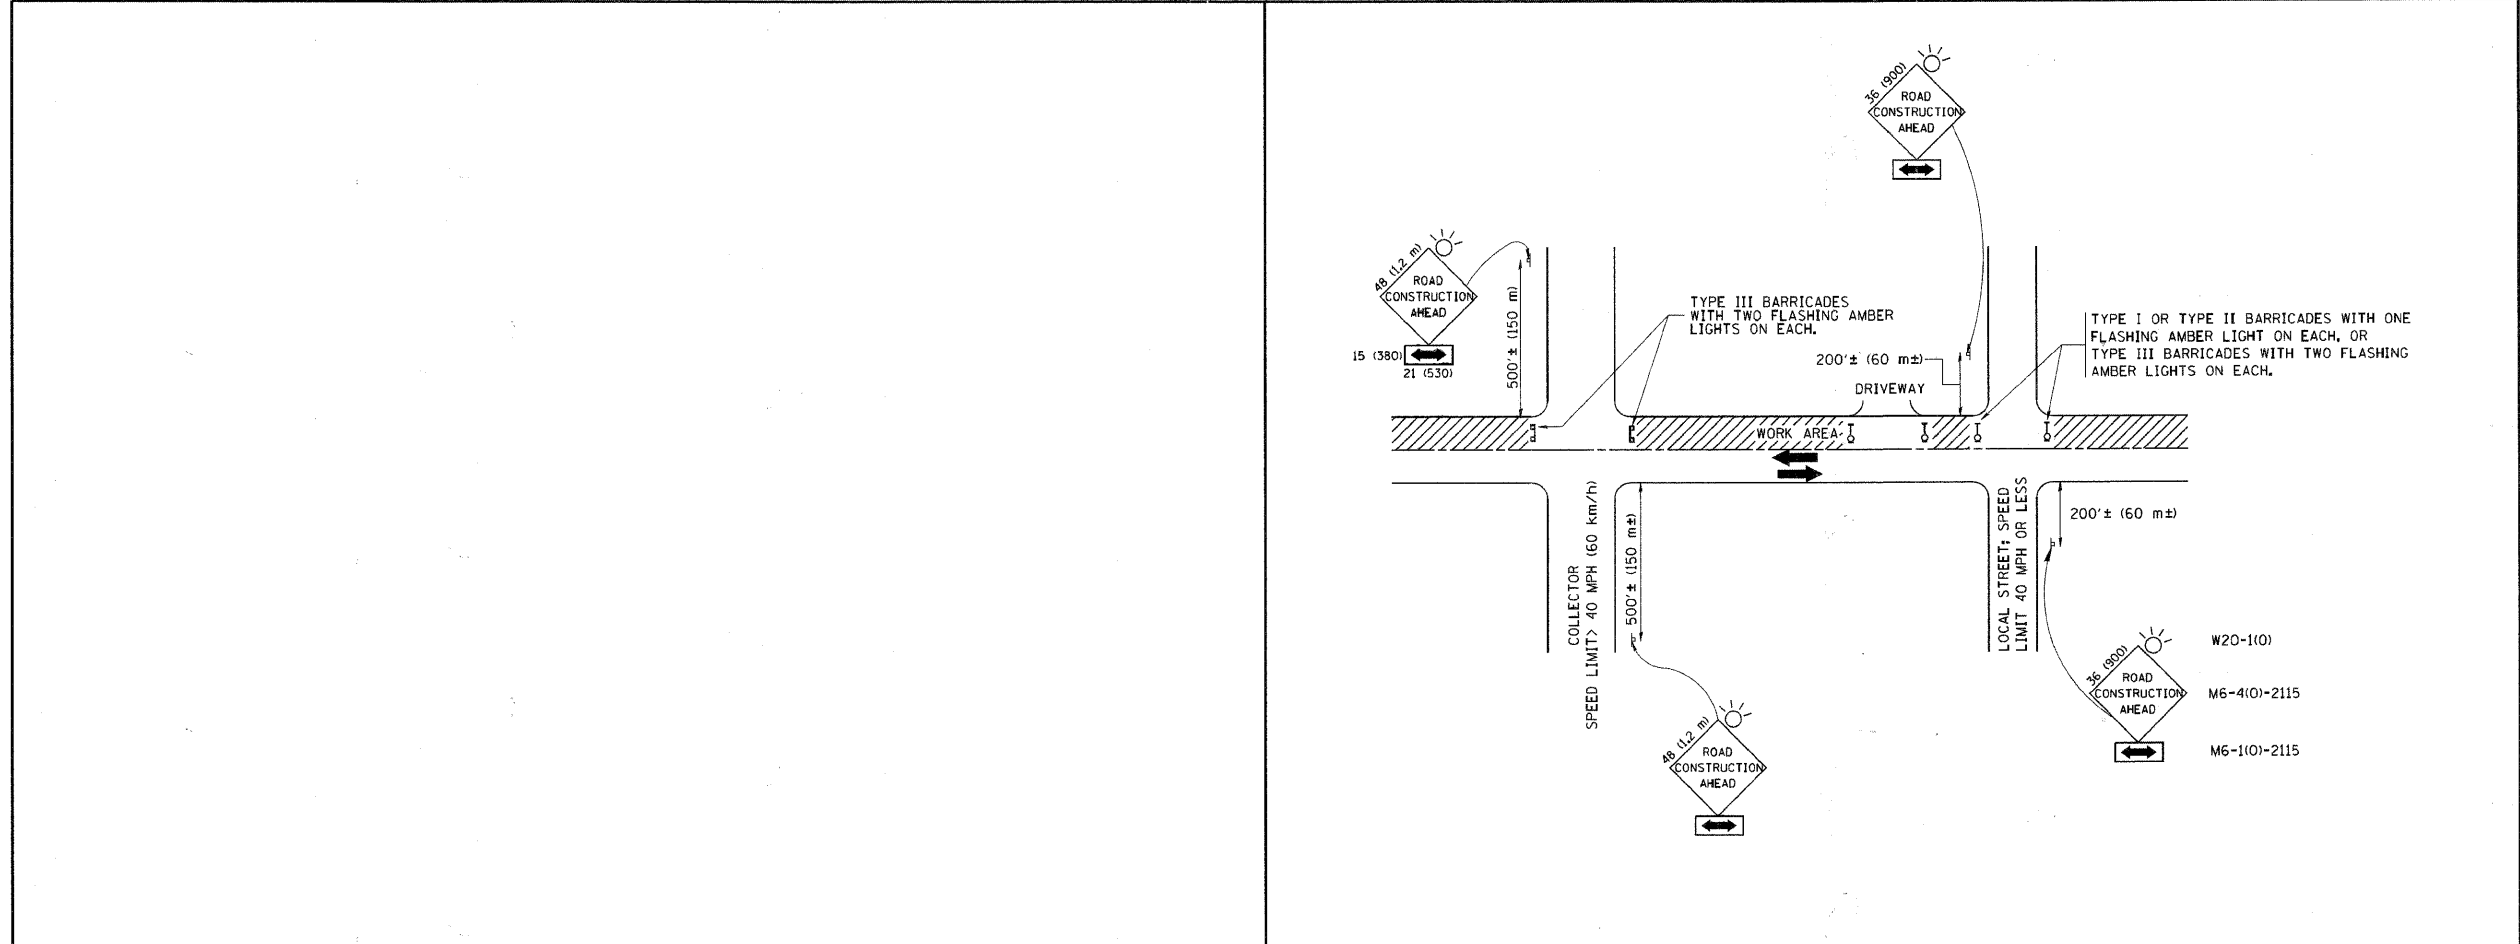 36 (900)
ROAD
CONSTRUCTION
AHEAD
48 (1.2 m)
ROAD
CONSTRUCTION
AHEAD
15 (380)
21 (530)
500'± (150 m)
TYPE III BARRICADES
WITH TWO FLASHING AMBER
LIGHTS ON EACH.
200'± (60 m±)
DRIVEWAY
TYPE I OR TYPE II BARRICADES WITH ONE
FLASHING AMBER LIGHT ON EACH, OR
TYPE III BARRICADES WITH TWO FLASHING
AMBER LIGHTS ON EACH.
WORK AREA
COLLECTOR
SPEED LIMIT> 40 MPH (60 km/h)
500'± (150 m±)
LOCAL STREET; SPEED
LIMIT 40 MPH OR LESS
200'± (60 m±)
48 (1.2 m)
ROAD
CONSTRUCTION
AHEAD
36 (900)
ROAD
CONSTRUCTION
AHEAD
W20-1(O)
M6-4(O)-2115
M6-1(O)-2115